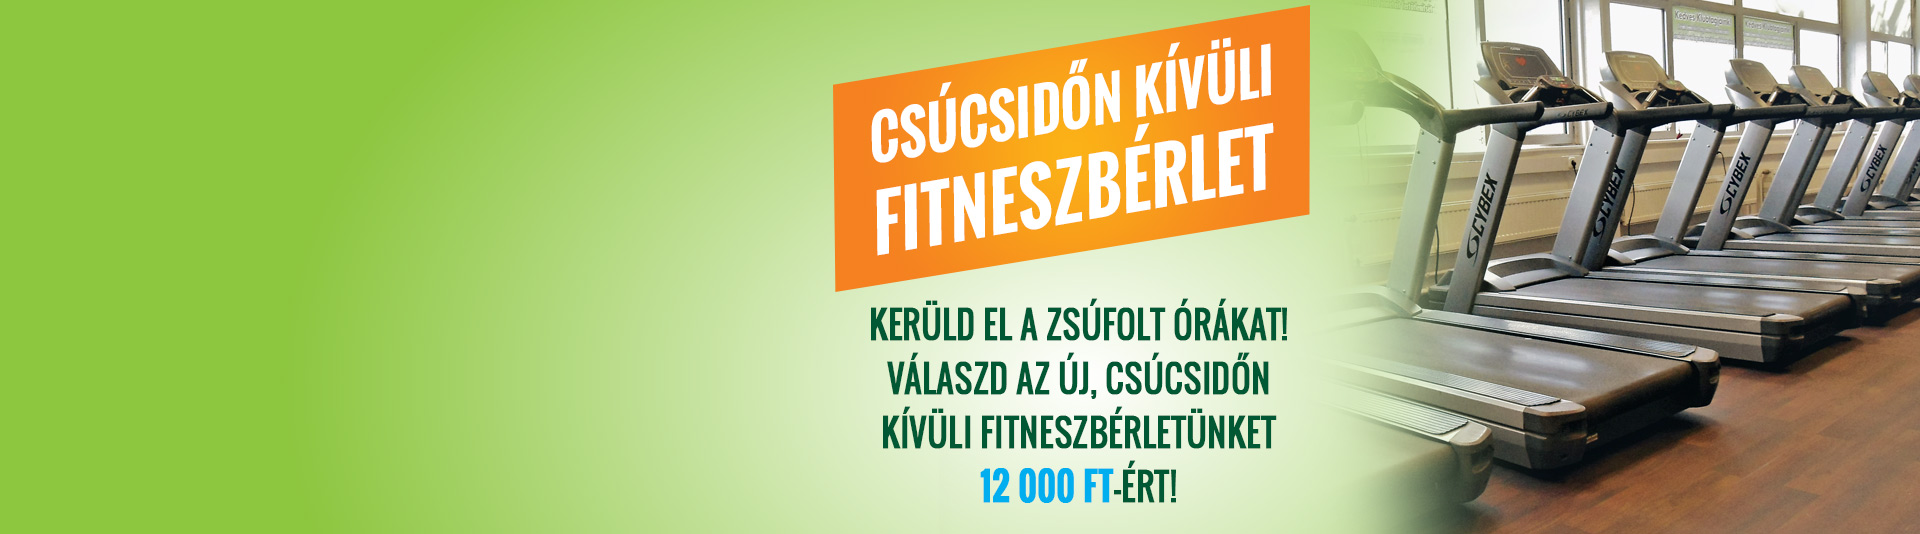 CSÚCSIDŐN KÍVÜLI
FITNESZBÉRLET
KERÜLD EL A ZSÚFOLT ÓRÁKAT!
VÁLASZD AZ ÚJ, CSÚCSIDŐN
KÍVÜLI FITNESZBÉRLETÜNKET
12 000 FT-ÉRT!
CYBEX
CYBEX
CYBEX
CYBEX